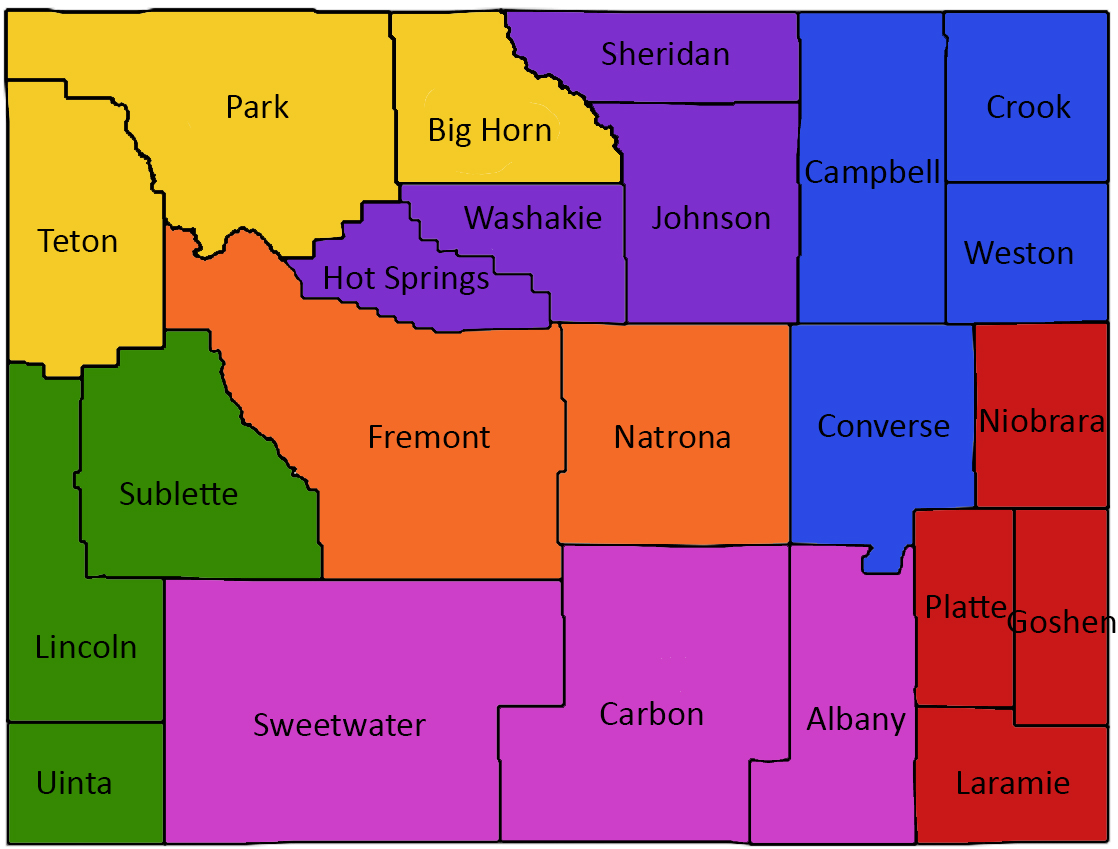 Sheridan
Park
Crook
Big Horn
Campbell
Washakie
Johnson
Teton
Weston
Hot Springs
Niobrara
Converse
Fremont
Natrona
Sublette
Platte
Goshen
Lincoln
Carbon
Albany
Sweetwater
Uinta
Laramie